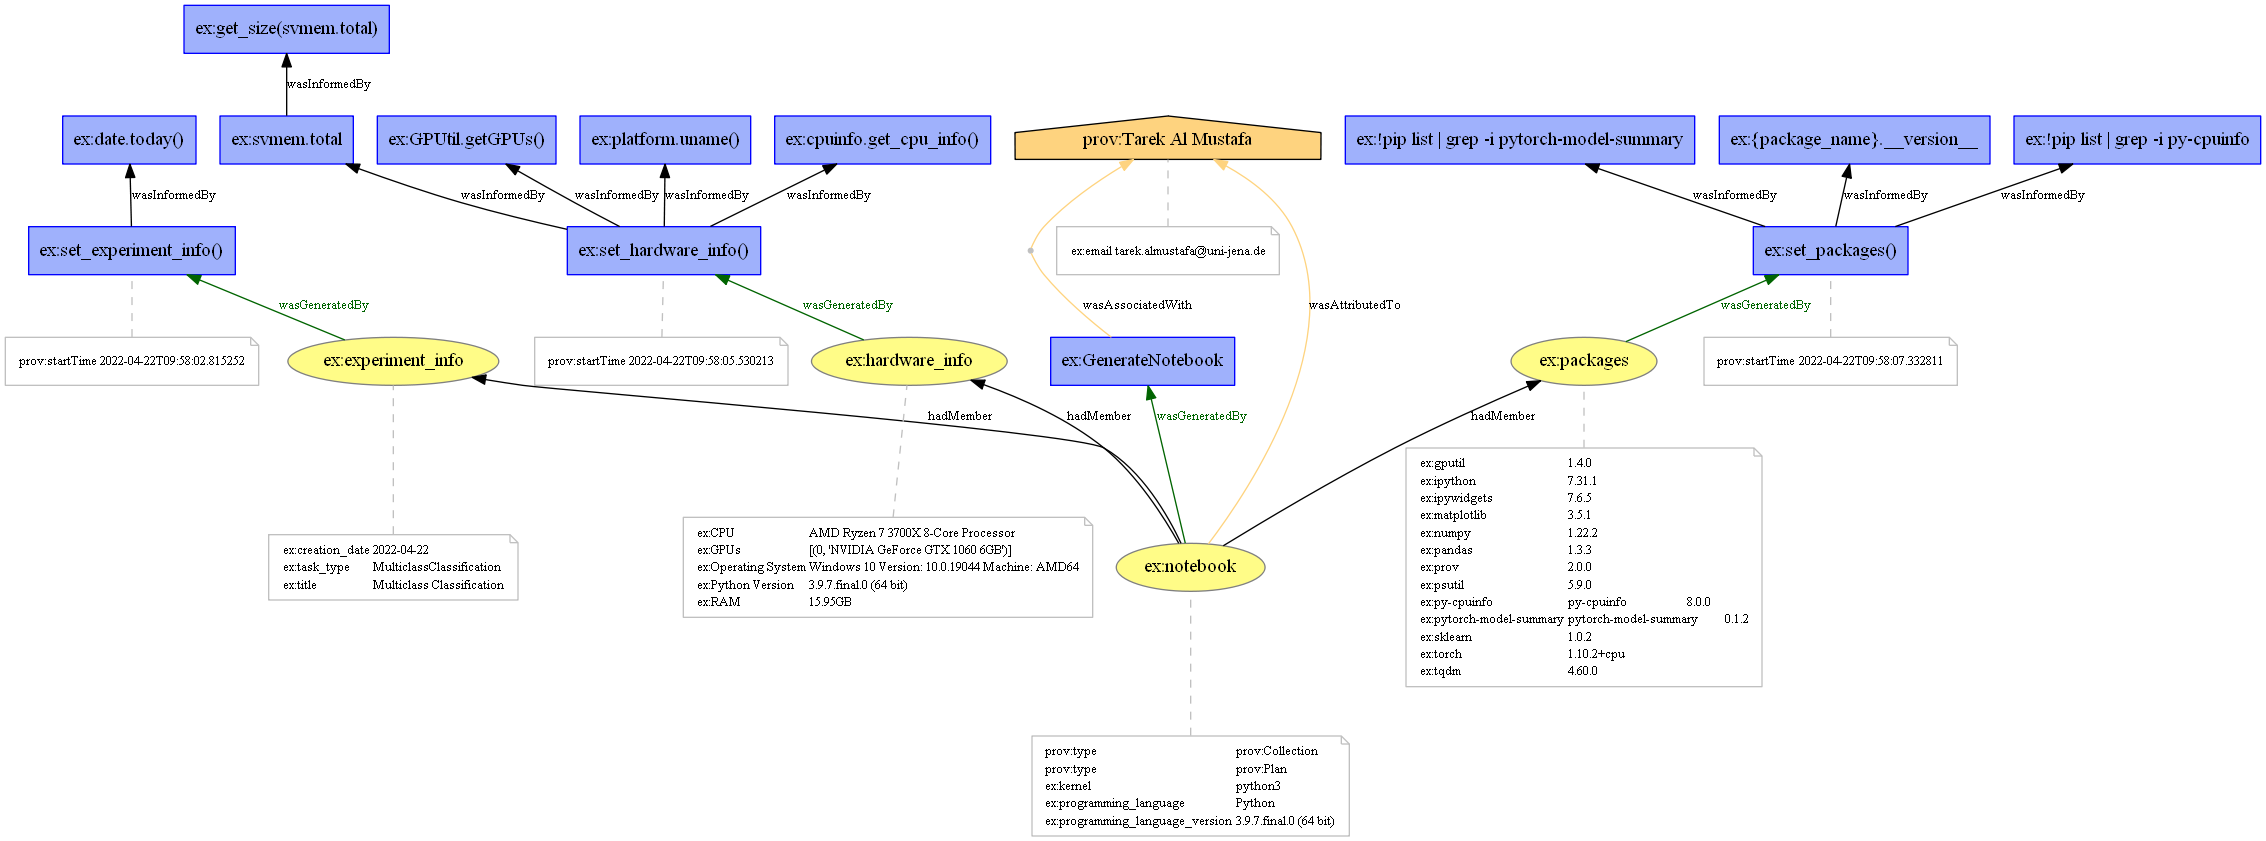 ex:get_size(svmem.total)
wasInformedBy
ex:date.today()
ex:svmem.total
ex:GPUtil.getGPUs()
ex:platform.uname()
ex:cpuinfo.get_cpu_info()
prov:Tarek Al Mustafa
ex:!pip list | grep -i pytorch-model-summary
ex:{package_name}.__version__
ex:!pip list | grep -i py-cpuinfo
wasInformedBy
wasInformedBy
wasInformedBy
wasInformedBy
wasInformedBy
wasInformedBy
wasInformedBy
wasInformedBy
ex:set_experiment_info()
ex:set_hardware_info()
ex:email tarek.almustafa@uni-jena.de
ex:set_packages()
wasGeneratedBy
wasGeneratedBy
wasAssociatedWith
wasAttributedTo
wasGeneratedBy
prov:startTime 2022-04-22T09:58:02.815252
ex:experiment_info
prov:startTime 2022-04-22T09:58:05.530213
ex:hardware_info
ex:GenerateNotebook
ex:packages
prov:startTime 2022-04-22T09:58:07.332811
hadMember
hadMember
wasGeneratedBy
hadMember
ex:creation_date 2022-04-22
ex:task_type MulticlassClassification
ex:title Multiclass Classification
ex:CPU AMD Ryzen 7 3700X 8-Core Processor
ex:GPUs [(0, 'NVIDIA GeForce GTX 1060 6GB')]
ex:Operating System Windows 10 Version: 10.0.19044 Machine: AMD64
ex:Python Version 3.9.7.final.0 (64 bit)
ex:RAM 15.95GB
ex:notebook
ex:gputil 1.4.0
ex:ipython 7.31.1
ex:ipywidgets 7.6.5
ex:matplotlib 3.5.1
ex:numpy 1.22.2
ex:pandas 1.3.3
ex:prov 2.0.0
ex:psutil 5.9.0
ex:py-cpuinfo py-cpuinfo 8.0.0
ex:pytorch-model-summary pytorch-model-summary 0.1.2
ex:sklearn 1.0.2
ex:torch 1.10.2+cpu
ex:tqdm 4.60.0
prov:type prov:Collection
prov:type prov:Plan
ex:kernel python3
ex:programming_language Python
ex:programming_language_version 3.9.7.final.0 (64 bit)